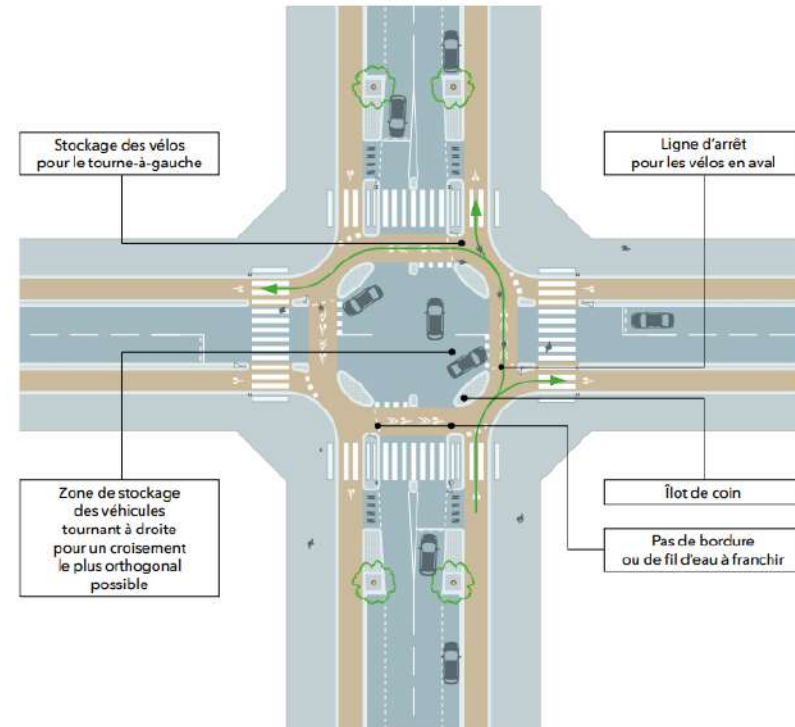 Stockage des vélos
pour le tourne-à-gauche
Ligne d'arrêt
pour les vélos en aval
Zone de stockage
des véhicules
tournant à droite
pour un croisement
le plus orthogonal
possible
Îlot de coin
Pas de bordure
ou de fil d'eau à franchir